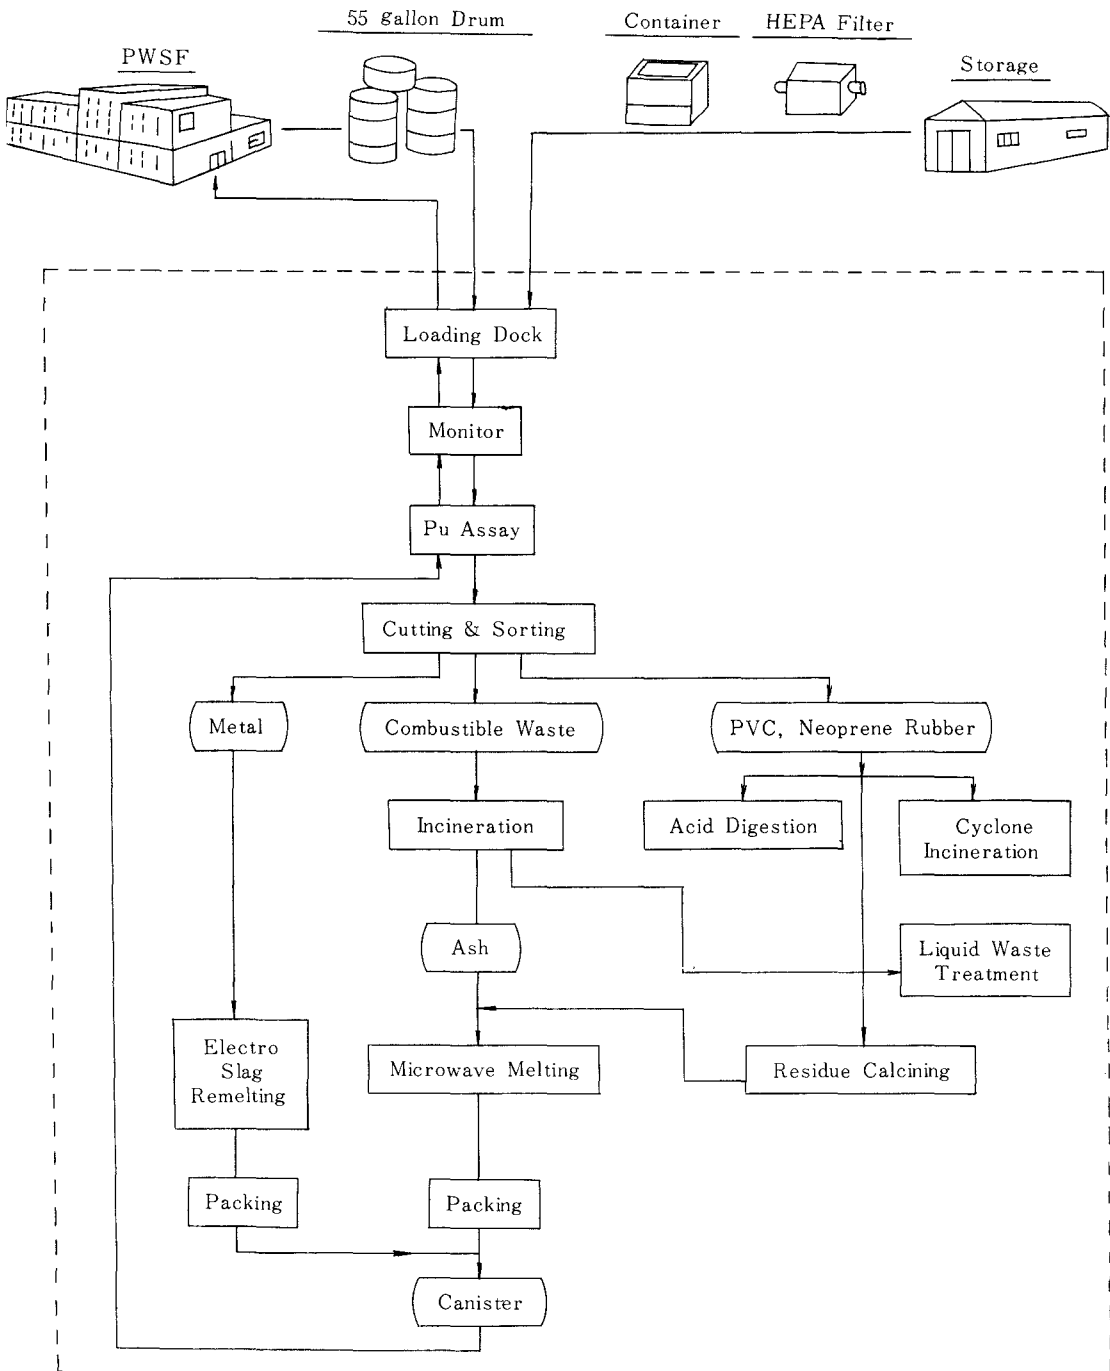 55 gallon Drum
Container
HEPA Filter
PWSF
Storage
Loading Dock
Monitor
Pu Assay
Cutting & Sorting
Metal
Combustible Waste
PVC, Neoprene Rubber
Incineration
Acid Digestion
Cyclone
Incineration
Ash
Liquid Waste
Treatment
Electro
Slag
Remelting
Microwave Melting
Residue Calcining
Packing
Packing
Canister